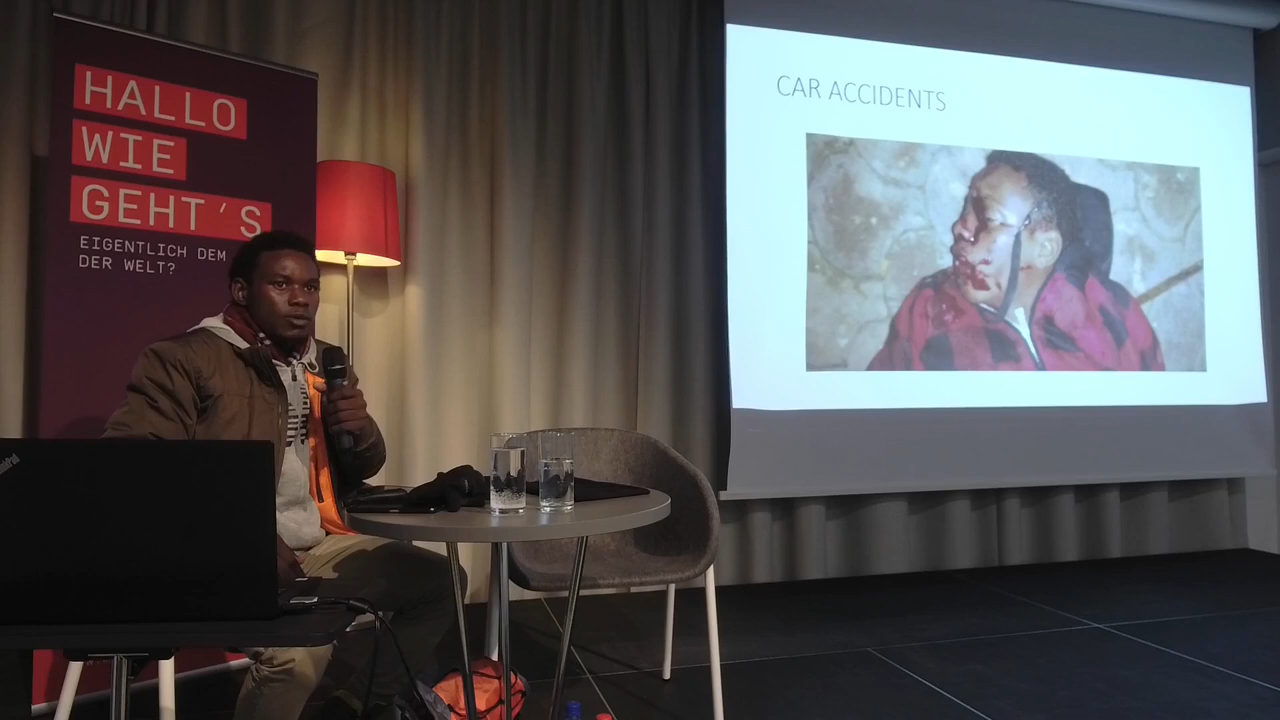 HALLO
WIE
GEHT'S
EIGENTLICH DEM
DER WELT?
CAR ACCIDENTS